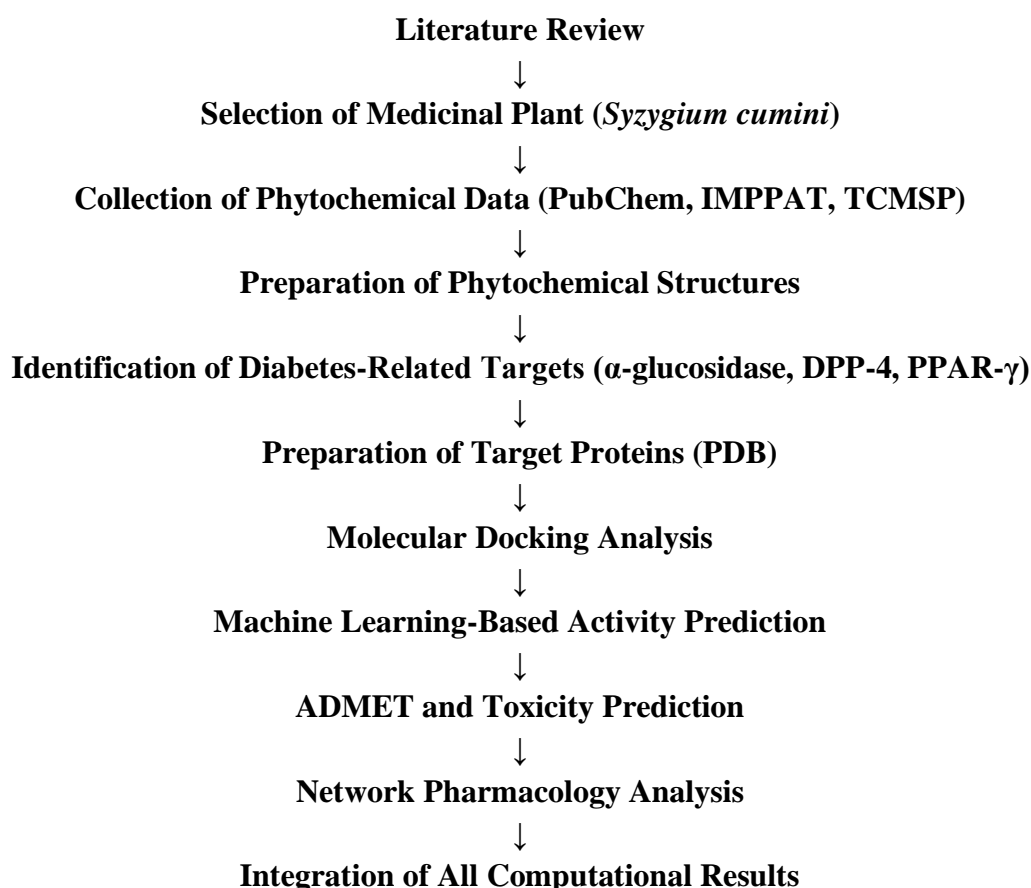 Literature Review
↓
Selection of Medicinal Plant (Syzygium cumini)
↓
Collection of Phytochemical Data (PubChem, IMPPAT, TCMSP)
↓
Preparation of Phytochemical Structures
↓
Identification of Diabetes-Related Targets (α-glucosidase, DPP-4, PPAR-γ)
↓
Preparation of Target Proteins (PDB)
↓
Molecular Docking Analysis
↓
Machine Learning-Based Activity Prediction
↓
ADMET and Toxicity Prediction
↓
Network Pharmacology Analysis
↓
Integration of All Computational Results